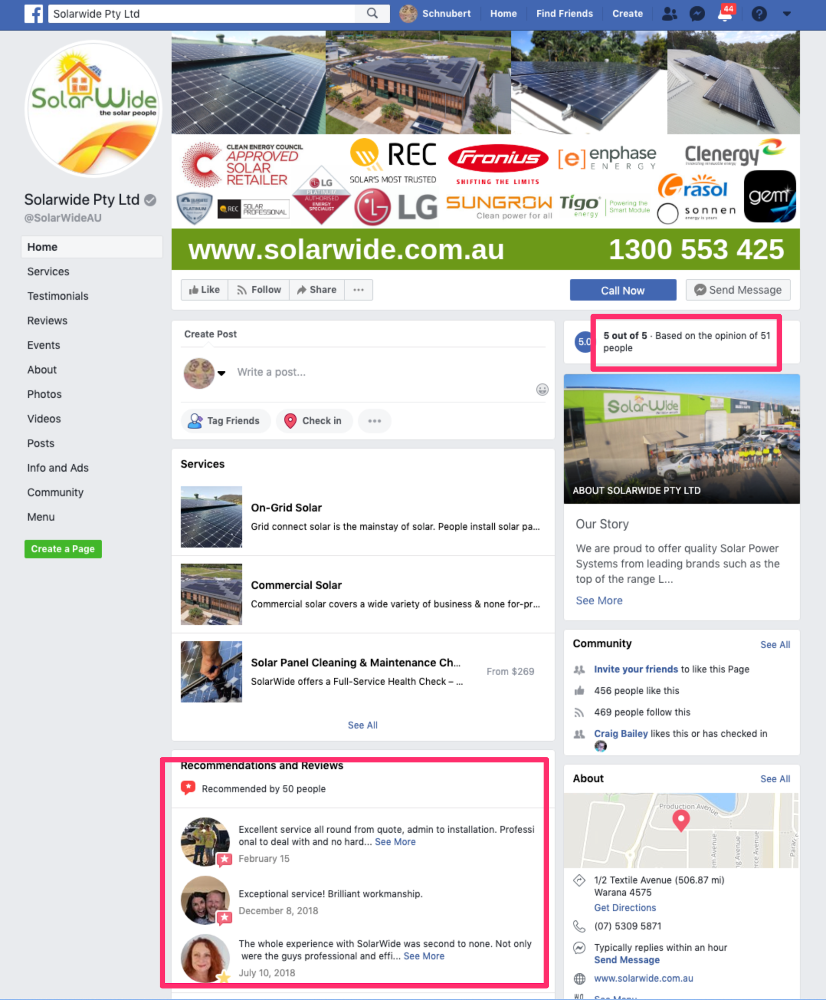 Solarwide Pty Ltd
Schnubert
Home
Find Friends
Create
44
SolarWide
the solar people
Solarwide Pty Ltd
@SolarWideAU
Home
Services
Testimonials
Reviews
Events
About
Photos
Videos
Posts
Info and Ads
Community
Menu
Create a Page
CLEAN ENERGY COUNCIL
APPROVED
SOLAR
RETAILER
REC
SOLAR'S MOST TRUSTED
Fronius
SHIFTING THE LIMITS
[e] enphase
ENERGY
Clenergy
PLATINUM
REC
SOLAR
PROFESSIONAL
LG
PLATINUM
AUTHORISED
ENERGY
SPECIALIST
LG
SUNGROW
Clean power for all
Tigo
energy
Powering the
Smart Module
rasol
sonnen
energy is yours
gem
www.solarwide.com.au
1300 553 425
Like
Follow
Share
Call Now
Send Message
Create Post
Write a post...
Tag Friends
Check in
Services
On-Grid Solar
Grid connect solar is the mainstay of solar. People install solar pa...
Commercial Solar
Commercial solar covers a wide variety of business & none for-pr...
Solar Panel Cleaning & Maintenance Ch...
SolarWide offers a Full-Service Health Check – ...
From $269
See All
Recommendations and Reviews
Recommended by 50 people
Excellent service all round from quote, admin to installation. Professi
onal to deal with and no hard... See More
February 15
Exceptional service! Brilliant workmanship.
December 8, 2018
The whole experience with SolarWide was second to none. Not only
were the guys professional and effi... See More
July 10, 2018
5.0
5 out of 5 · Based on the opinion of 51
people
SolarWide
ABOUT SOLARWIDE PTY LTD
Our Story
We are proud to offer quality Solar Power
Systems from leading brands such as the
top of the range L...
See More
Community
See All
Invite your friends to like this Page
456 people like this
469 people follow this
Craig Bailey likes this or has checked in
About
See All
Production Avenue
em Avenue
ng Avenue
erce Avenue
1/2 Textile Avenue (506.87 mi)
Warana 4575
Get Directions
(07) 5309 5871
Typically replies within an hour
Send Message
www.solarwide.com.au
See Menu